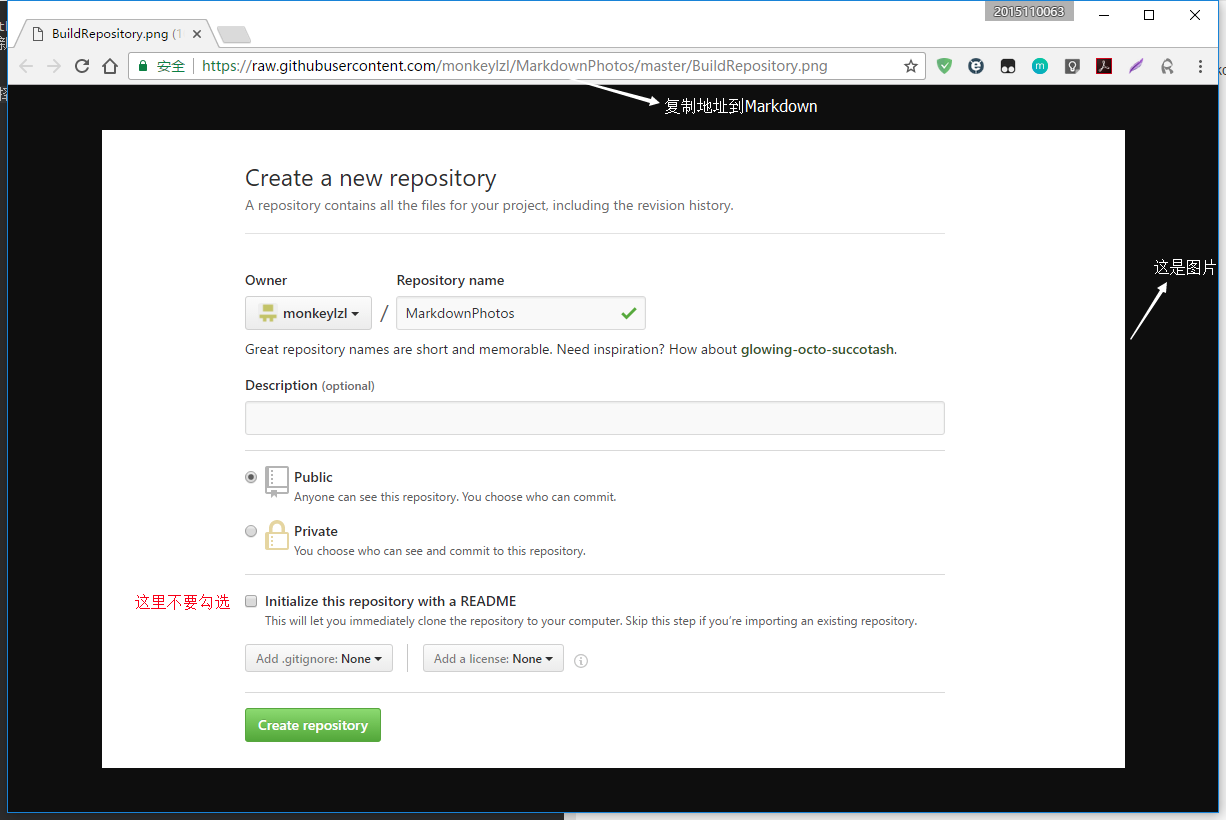 2015110063
BuildRepository.png (1
安全 https://raw.githubusercontent.com/monkeylzl/MarkdownPhotos/master/BuildRepository.png
复制地址到Markdown
Create a new repository
A repository contains all the files for your project, including the revision history.
这是图片
Owner Repository name
monkeylzl / MarkdownPhotos
Great repository names are short and memorable. Need inspiration? How about glowing-octo-succotash.
Description (optional)
Public
Anyone can see this repository. You choose who can commit.
Private
You choose who can see and commit to this repository.
这里不要勾选 Initialize this repository with a README
This will let you immediately clone the repository to your computer. Skip this step if you're importing an existing repository.
Add .gitignore: None Add a license: None
Create repository